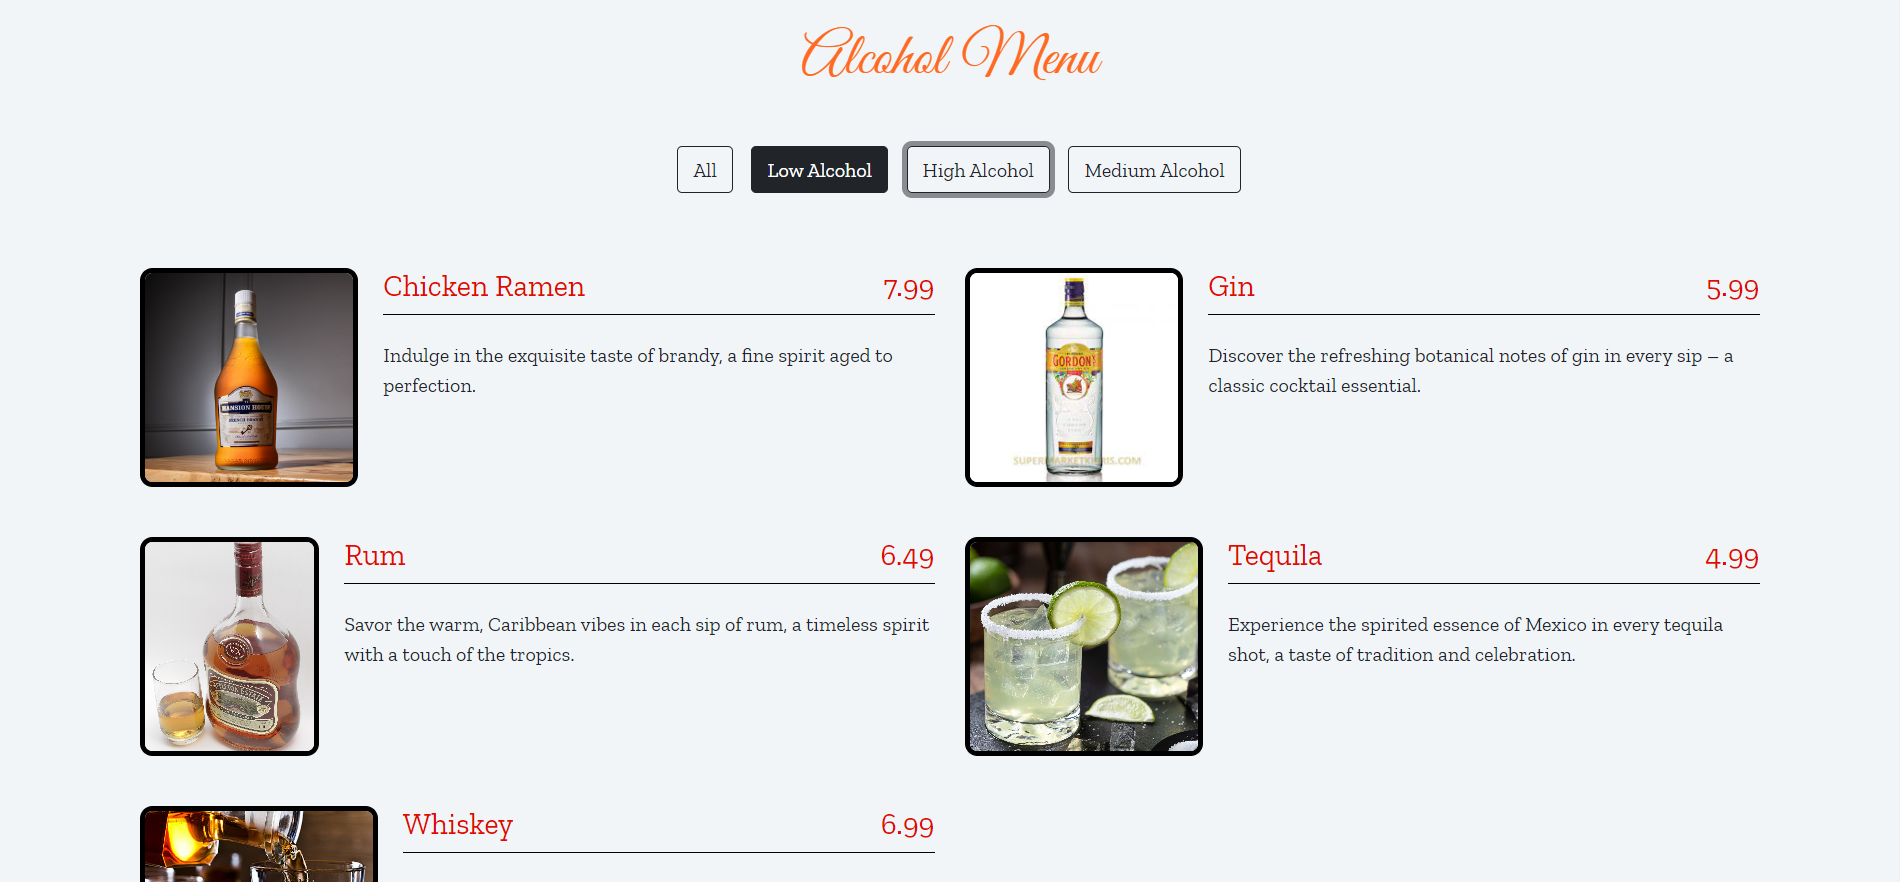 Alcohol Menu
All
Low Alcohol
High Alcohol
Medium Alcohol
Chicken Ramen 7.99
Indulge in the exquisite taste of brandy, a fine spirit aged to
perfection.
MANSION HOUSE
Gin 5.99
Discover the refreshing botanical notes of gin in every sip – a
classic cocktail essential.
GORDON'S
Rum 6.49
Savor the warm, Caribbean vibes in each sip of rum, a timeless spirit
with a touch of the tropics.
Tequila 4.99
Experience the spirited essence of Mexico in every tequila
shot, a taste of tradition and celebration.
Whiskey 6.99